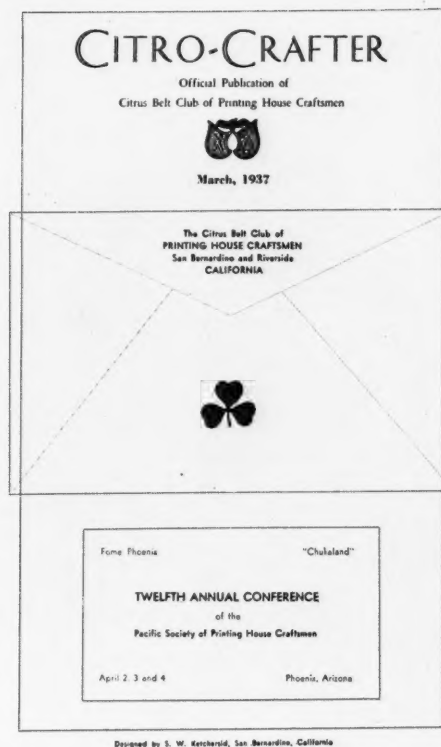 CITRO-CRAFTER
Official Publication of
Citrus Belt Club of Printing House Craftsmen
March, 1937
The Citrus Belt Club of
PRINTING HOUSE CRAFTSMEN
San Bernardino and Riverside
CALIFORNIA
Fome Phoenix "Chukaland"
TWELFTH ANNUAL CONFERENCE
of the
Pacific Society of Printing House Craftsmen
April 2, 3 and 4 Phoenix, Arizona
Designed by S. W. Ketchersid, San Bernardino, California